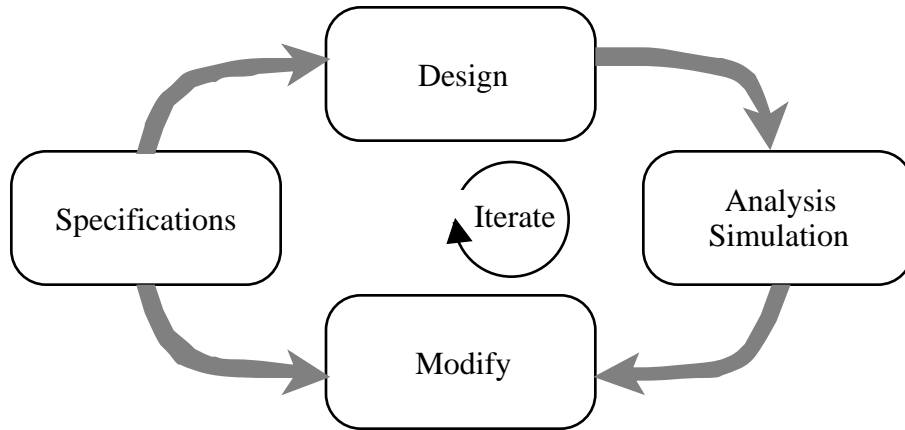 Design
Specifications
Iterate
Analysis
Simulation
Modify